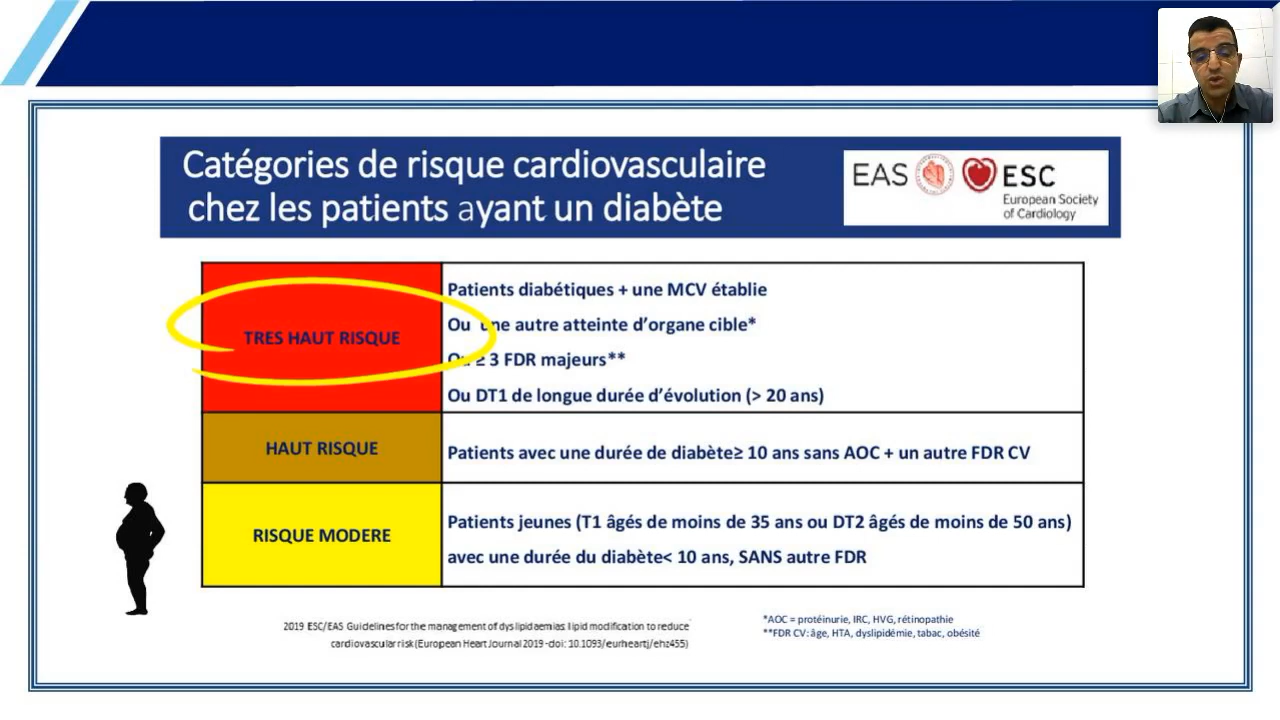 Catégories de risque cardiovasculaire
chez les patients ayant un diabète
EAS
ESC
European Society
of Cardiology
TRES HAUT RISQUE
Patients diabétiques + une MCV établie
Ou une autre atteinte d’organe cible*
Ou ≥ 3 FDR majeurs**
Ou DT1 de longue durée d’évolution (> 20 ans)
HAUT RISQUE
Patients avec une durée de diabète≥ 10 ans sans AOC + un autre FDR CV
RISQUE MODERE
Patients jeunes (T1 âgés de moins de 35 ans ou DT2 âgés de moins de 50 ans)
avec une durée du diabète< 10 ans, SANS autre FDR
2019 ESC/EAS Guidelines for the management of dyslipidaemias: lipid modification to reduce
cardiovascular risk (European Heart Journal 2019 -doi: 10.1093/eurheartj/ehz455)
*AOC = protéinurie, IRC, HVG, rétinopathie
**FDR CV: âge, HTA, dyslipidémie, tabac, obésité